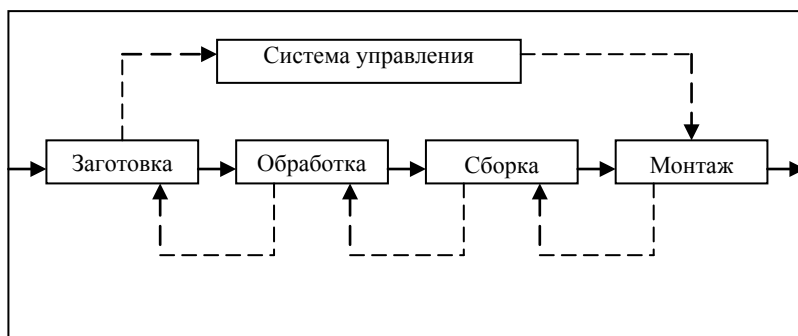 Система управления
Заготовка
Обработка
Сборка
Монтаж